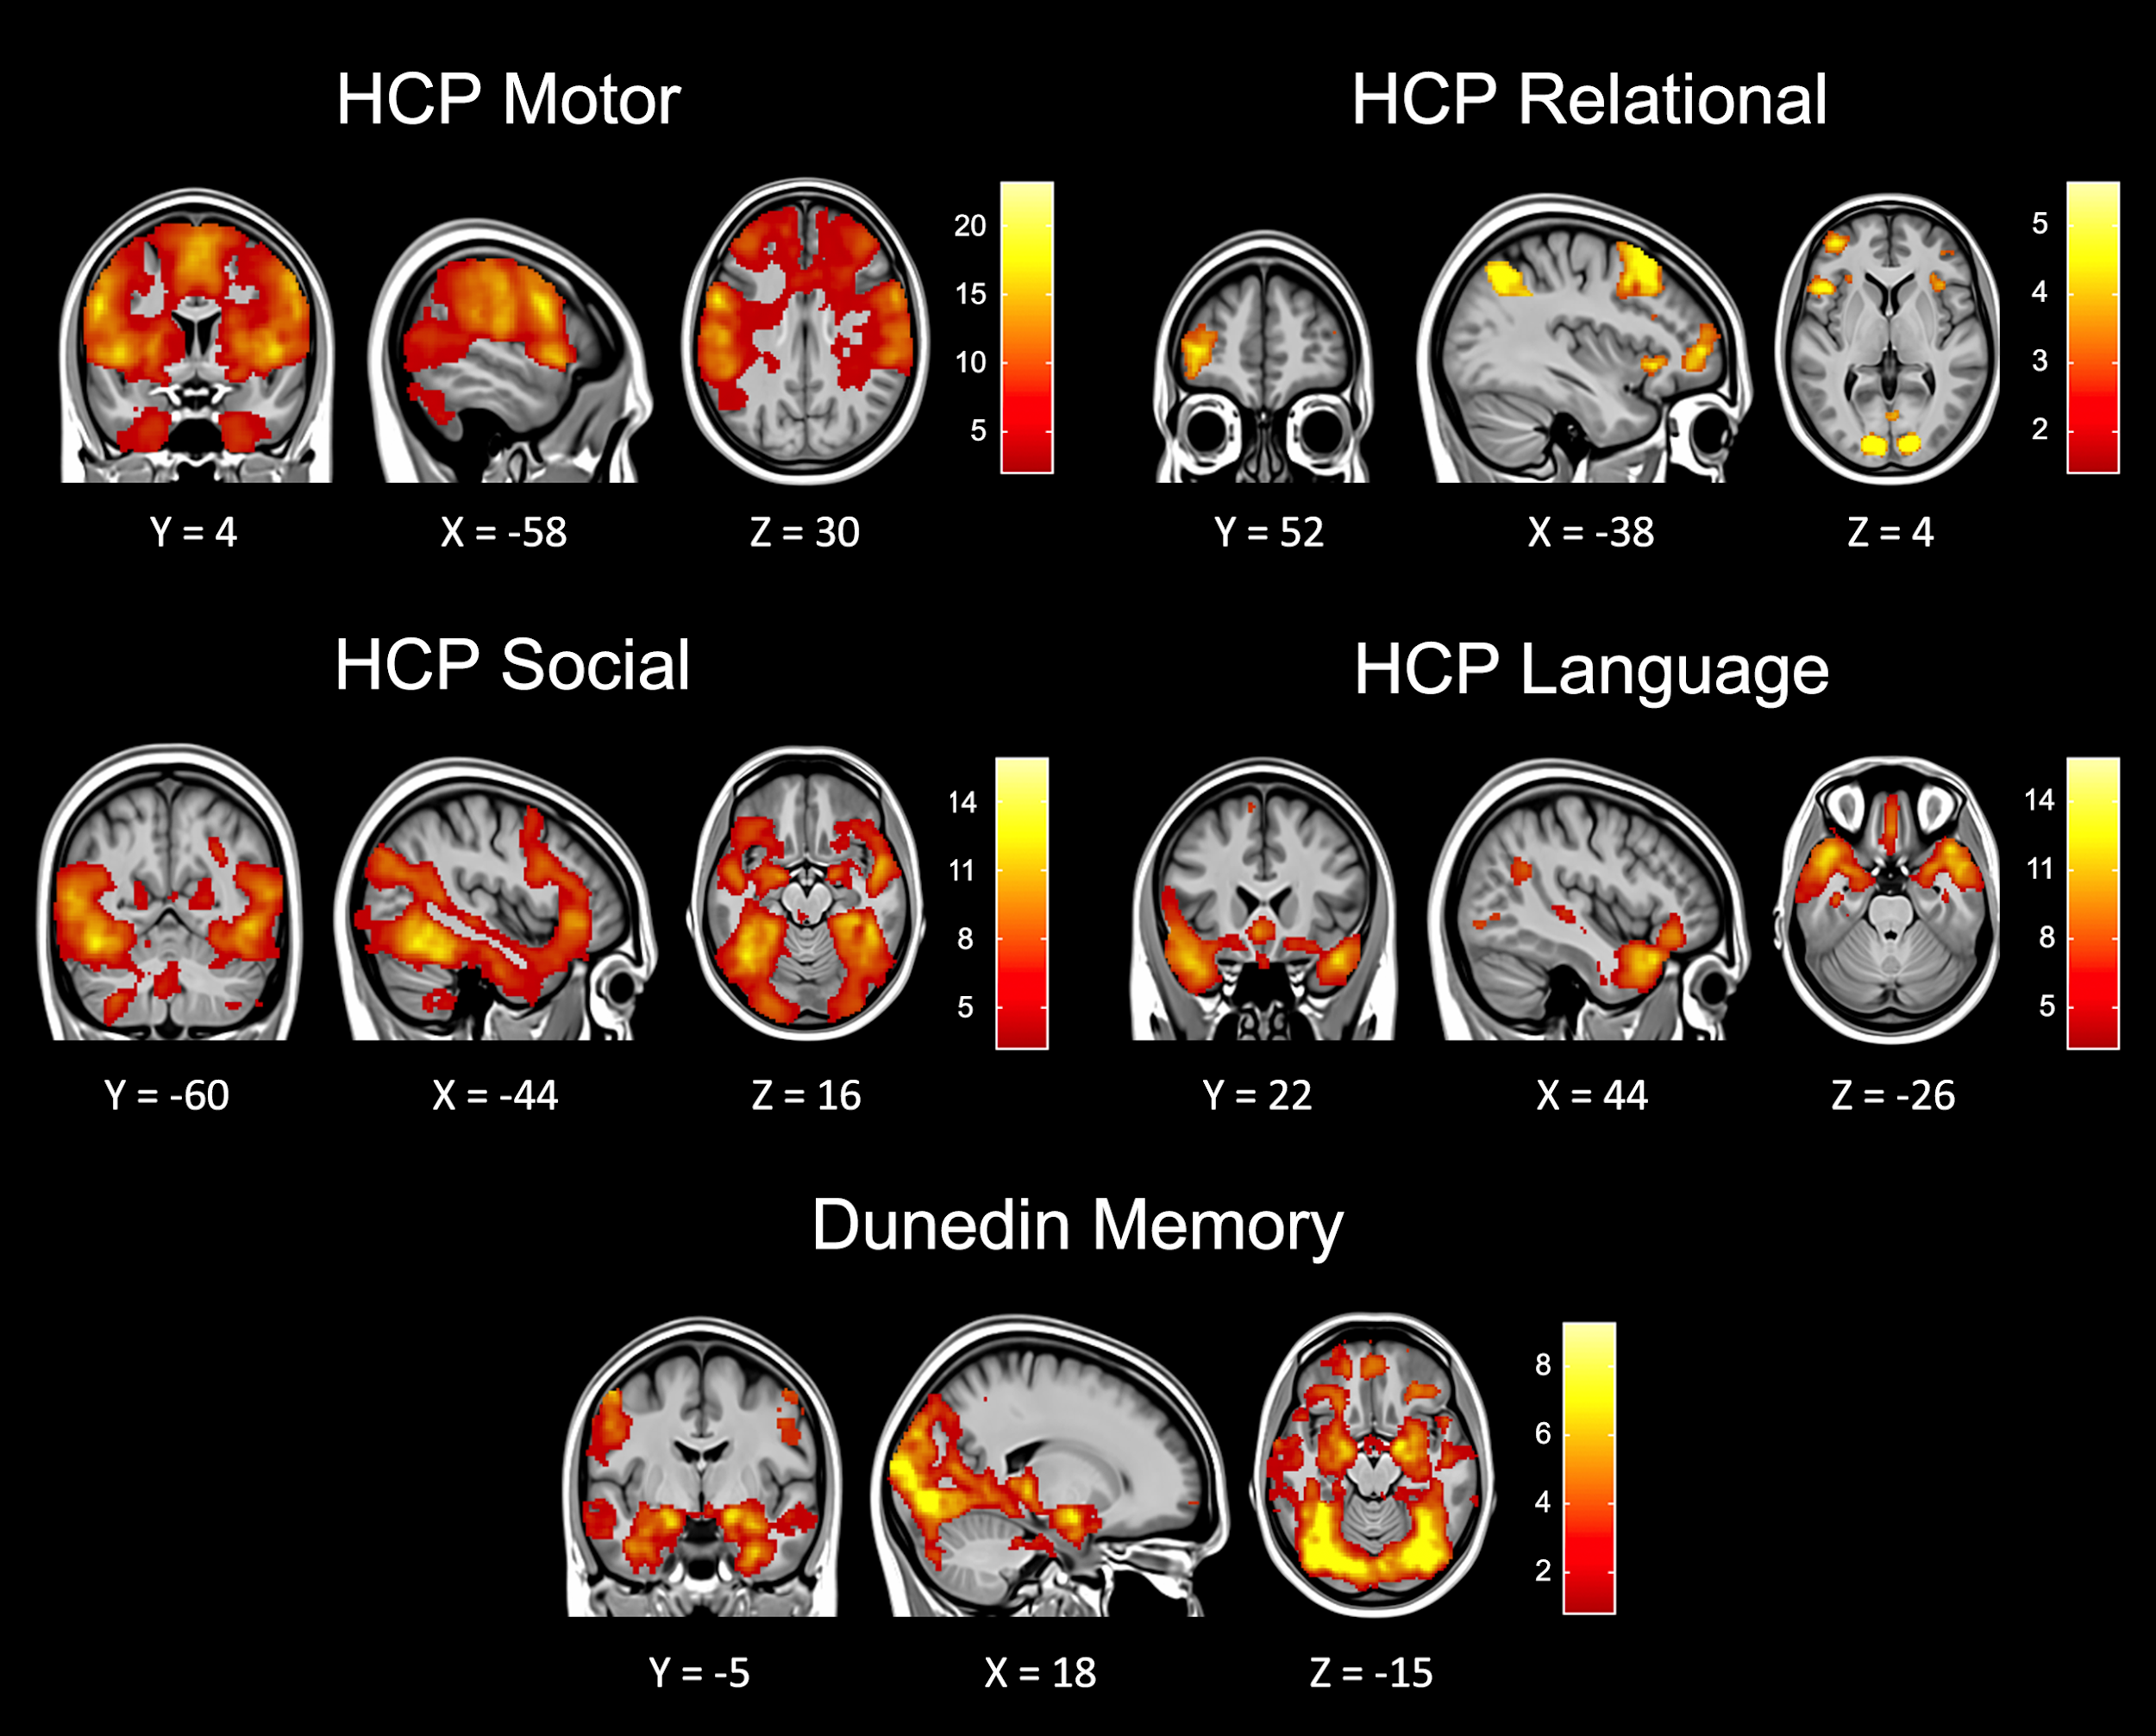 HCP Motor
20
15
10
5
Y = 4
X = -58
Z = 30
HCP Relational
5
4
3
2
Y = 52
X = -38
Z = 4
HCP Social
14
11
8
5
Y = -60
X = -44
Z = 16
HCP Language
14
11
8
5
Y = 22
X = 44
Z = -26
Dunedin Memory
8
6
4
2
Y = -5
X = 18
Z = -15